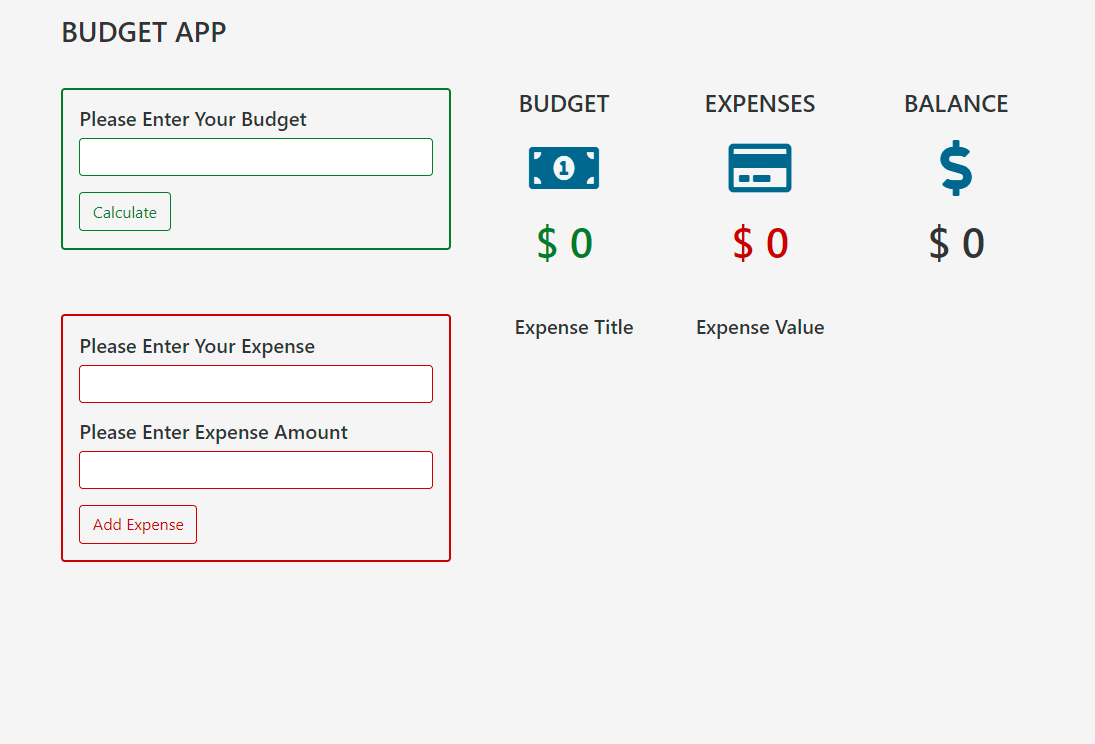 BUDGET APP
Please Enter Your Budget
Calculate
BUDGET
EXPENSES
BALANCE
1
$ 0
$ 0
$ 0
Please Enter Your Expense
Please Enter Expense Amount
Add Expense
Expense Title
Expense Value